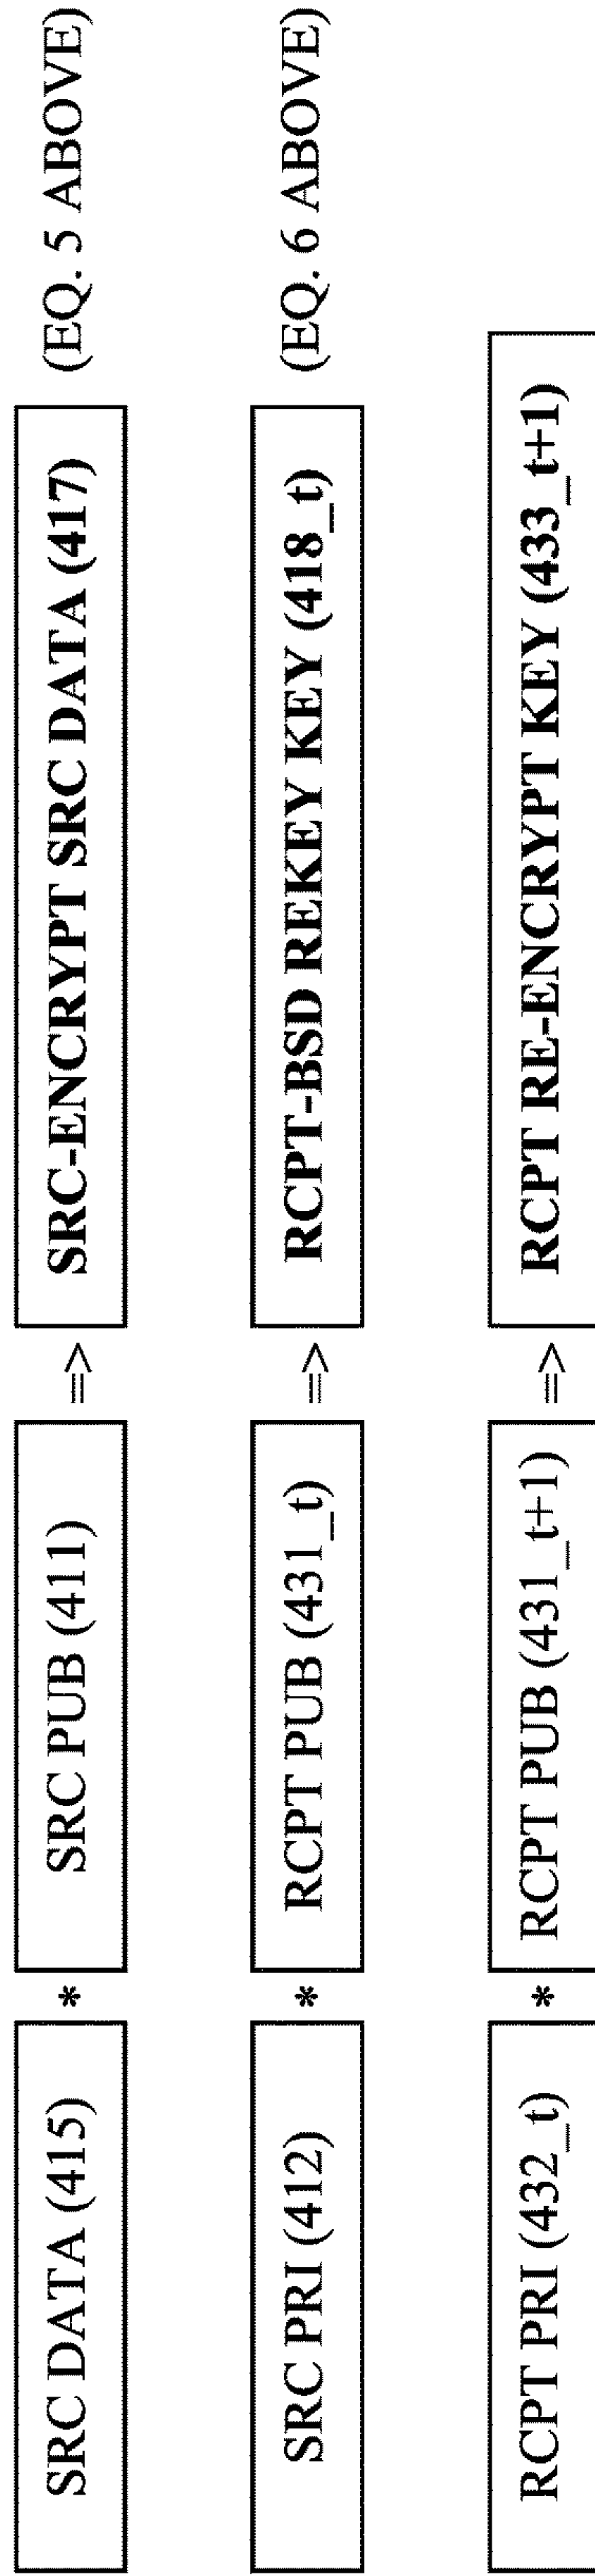 SRC DATA (415) * SRC PUB (411) => SRC-ENCRYPT SRC DATA (417) (EQ. 5 ABOVE)
SRC PRI (412) * RCPT PUB (431_t) => RCPT-BSD REKEY KEY (418_t) (EQ. 6 ABOVE)
RCPT PRI (432_t) * RCPT PUB (431_t+1) => RCPT RE-ENCRYPT KEY (433_t+1)